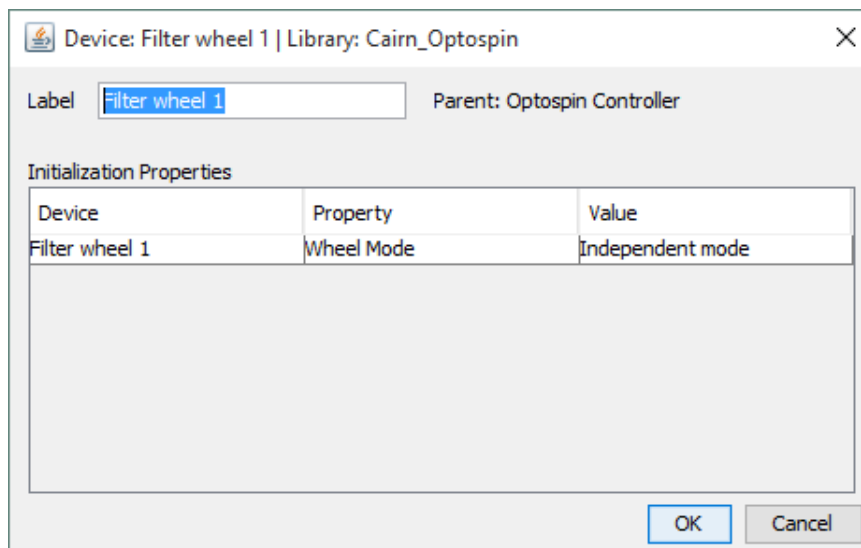 Device: Filter wheel 1 | Library: Cairn_Optospin
Label Filter wheel 1 Parent: Optospin Controller
Initialization Properties
Device Property Value
Filter wheel 1 Wheel Mode Independent mode
OK Cancel